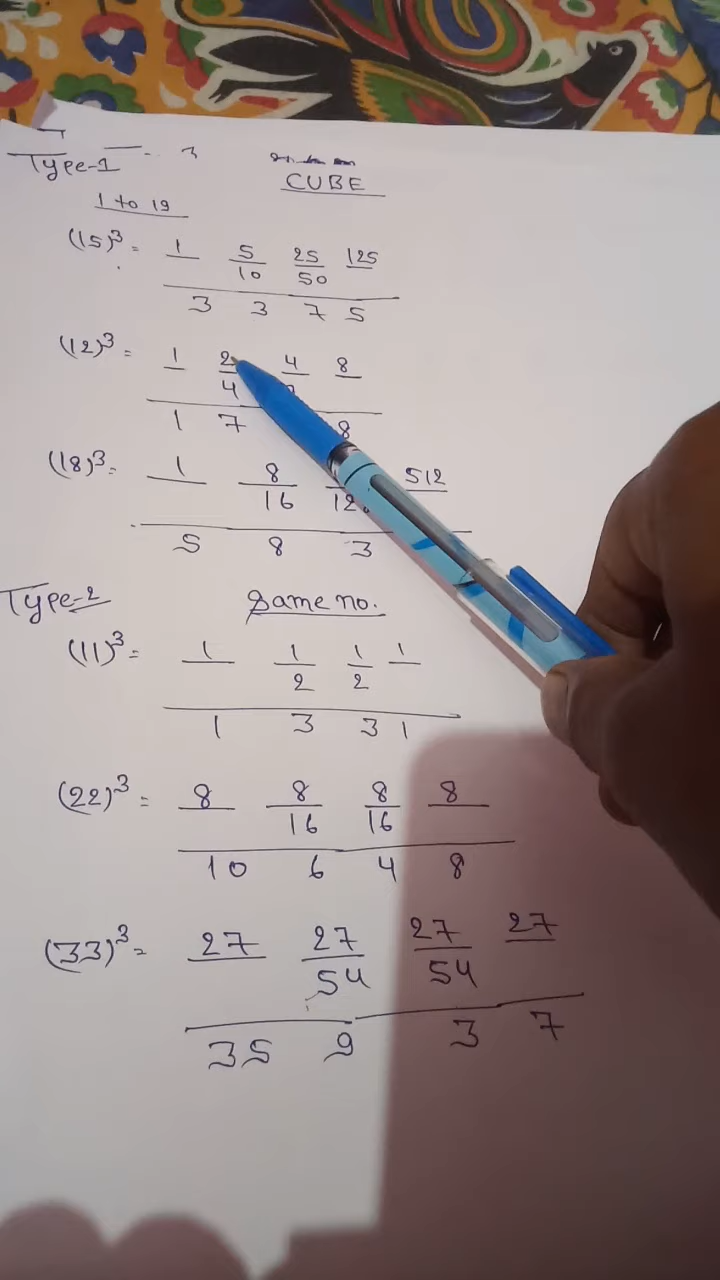 Type-1
CUBE
1 to 19
(15)³ = 1 5 25 125
10 50
3 3 7 5
(12)³ = 1 2 4 8
4
1 7 8
(18)³ = 1 8 512
16 12
5 8 3
Type-2 Same no.
(11)³ = 1 1 1 1
2 2
1 3 3 1
(22)³ = 8 8 8 8
16 16
10 6 4 8
(33)³ = 27 27 27 27
54 54
35 9 3 7